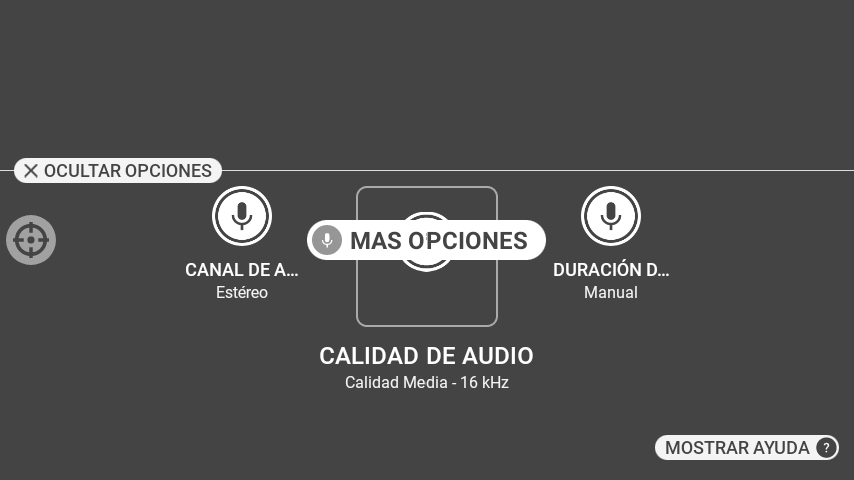 OCULTAR OPCIONES
MAS OPCIONES
CANAL DE A...
Estéreo
DURACIÓN D...
Manual
CALIDAD DE AUDIO
Calidad Media - 16 kHz
MOSTRAR AYUDA ?